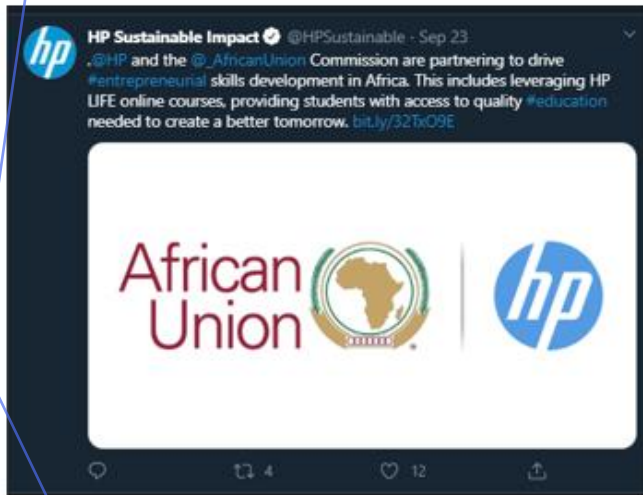 HP Sustainable Impact @HPSustainable · Sep 23
.@HP and the @_AfricanUnion Commission are partnering to drive
#entrepreneurial skills development in Africa. This includes leveraging HP
LIFE online courses, providing students with access to quality #education
needed to create a better tomorrow. bit.ly/32TxO9E
African
Union
hp
4
12
hp